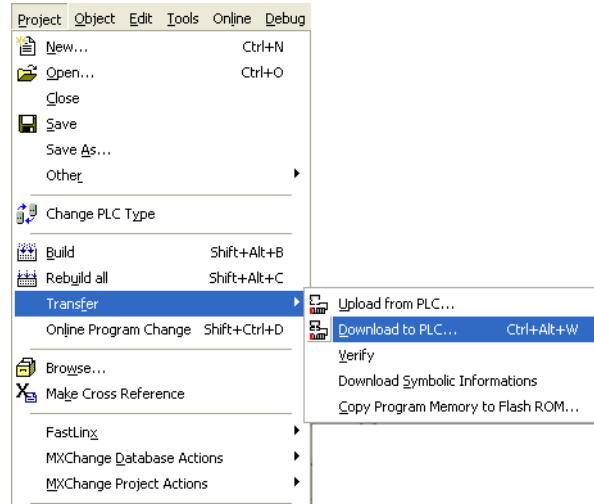 Project Object Edit Tools Online Debug
New... Ctrl+N
Open... Ctrl+O
Close
Save
Save As...
Other
Change PLC Type
Build Shift+Alt+B
Rebuild all Shift+Alt+C
Transfer
Upload from PLC...
Online Program Change Shift+Ctrl+D
Download to PLC... Ctrl+Alt+W
Verify
Browse...
Download Symbolic Informations
Make Cross Reference
Copy Program Memory to Flash ROM...
FastLinx
MXChange Database Actions
MXChange Project Actions